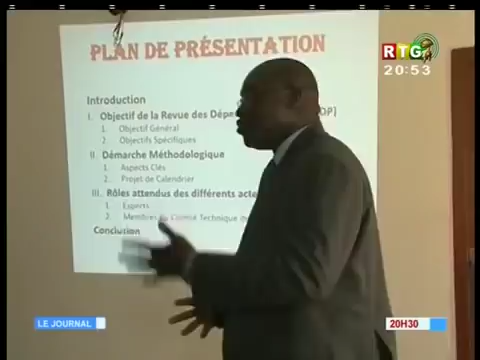 PLAN DE PRÉSENTATION
RTG
20:53
Introduction
I. Objectif de la Revue des Dépe
1. Objectif Général
2. Objectifs Spécifiques
II. Démarche Méthodologique
1. Aspects Clés
2. Projet de Calendrier
III. Rôles attendus des différents acte
1. Experts
2. Membres Comité Technique de
Conclusion
LE JOURNAL
20H30